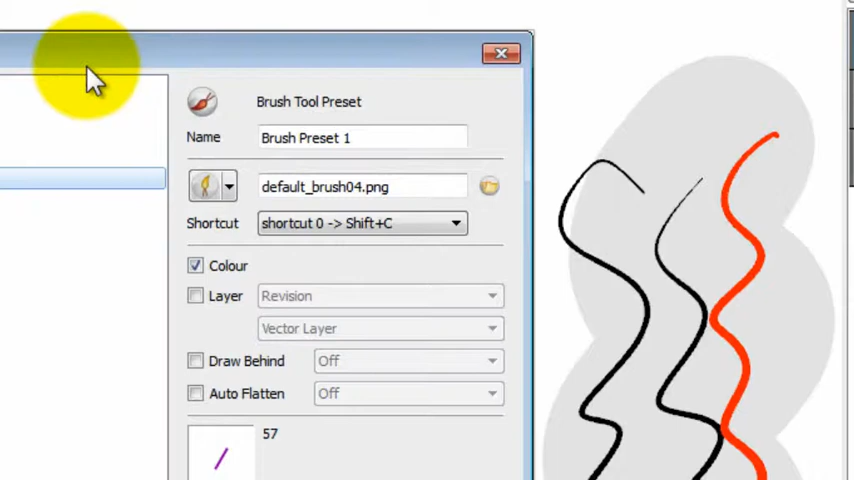 Brush Tool Preset
Name Brush Preset 1
default_brush04.png
Shortcut shortcut 0 -> Shift+C
Colour
Layer Revision
Vector Layer
Draw Behind Off
Auto Flatten Off
57